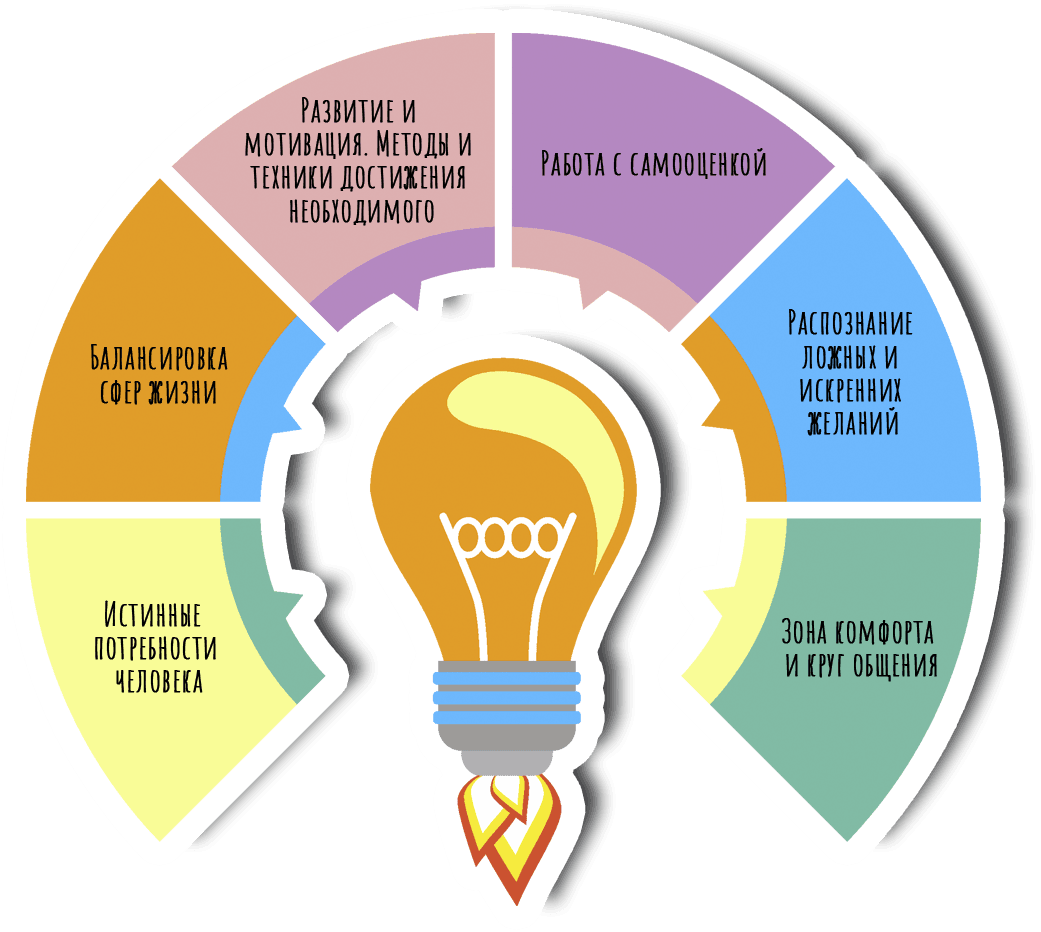 Развитие и
мотивация. Методы и
техники достижения
необходимого
Работа с самооценкой
Балансировка
сфер жизни
Распознание
ложных и
искренних
желаний
Истинные
потребности
человека
Зона комфорта
и круг общения